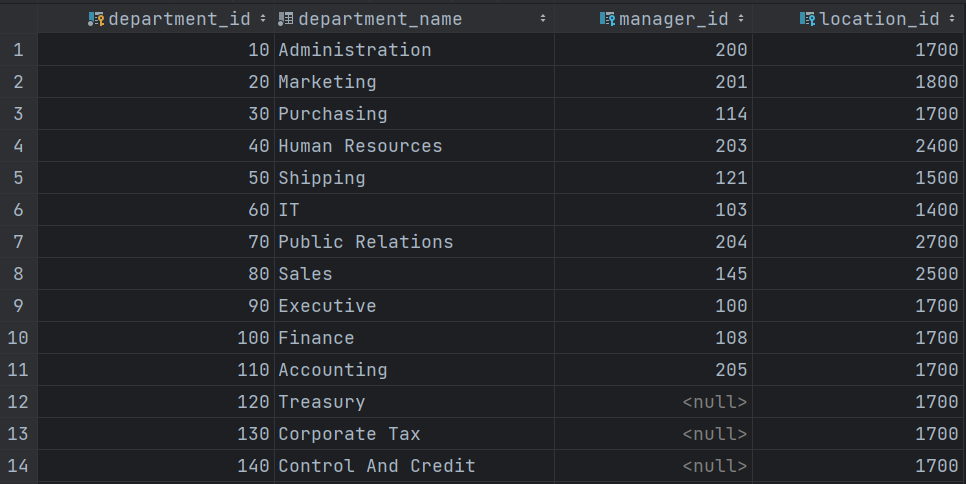 department_id department_name manager_id location_id
1 10 Administration 200 1700
2 20 Marketing 201 1800
3 30 Purchasing 114 1700
4 40 Human Resources 203 2400
5 50 Shipping 121 1500
6 60 IT 103 1400
7 70 Public Relations 204 2700
8 80 Sales 145 2500
9 90 Executive 100 1700
10 100 Finance 108 1700
11 110 Accounting 205 1700
12 120 Treasury <null> 1700
13 130 Corporate Tax <null> 1700
14 140 Control And Credit <null> 1700